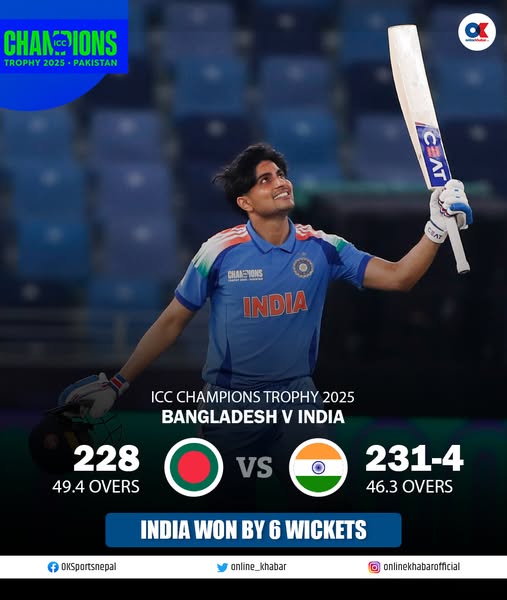 CHAMPIONS
ICC
TROPHY 2025 • PAKISTAN
OK
CEAT
CEAT
CHAMPIONS
INDIA
ICC CHAMPIONS TROPHY 2025
BANGLADESH V INDIA
228
49.4 OVERS
VS
231-4
46.3 OVERS
INDIA WON BY 6 WICKETS
OKSportsnepal
online_khabar
onlinekhabarofficial